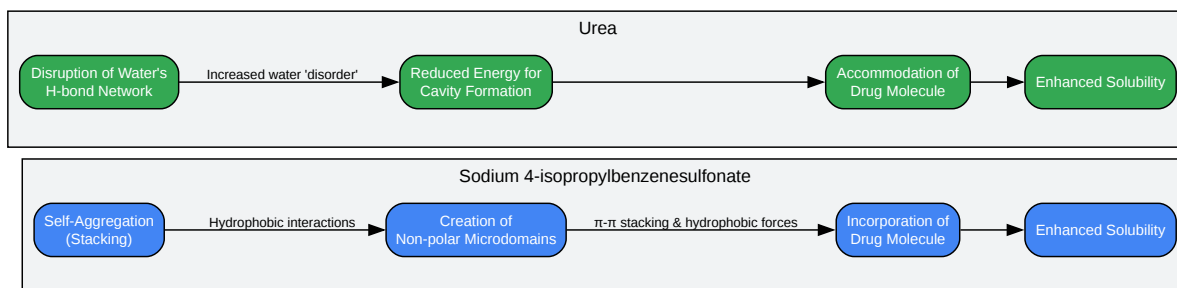 Urea
Disruption of Water's
H-bond Network
Increased water 'disorder'
Reduced Energy for
Cavity Formation
Accommodation of
Drug Molecule
Enhanced Solubility
Sodium 4-isopropylbenzenesulfonate
Self-Aggregation
(Stacking)
Hydrophobic interactions
Creation of
Non-polar Microdomains
π-π stacking & hydrophobic forces
Incorporation of
Drug Molecule
Enhanced Solubility